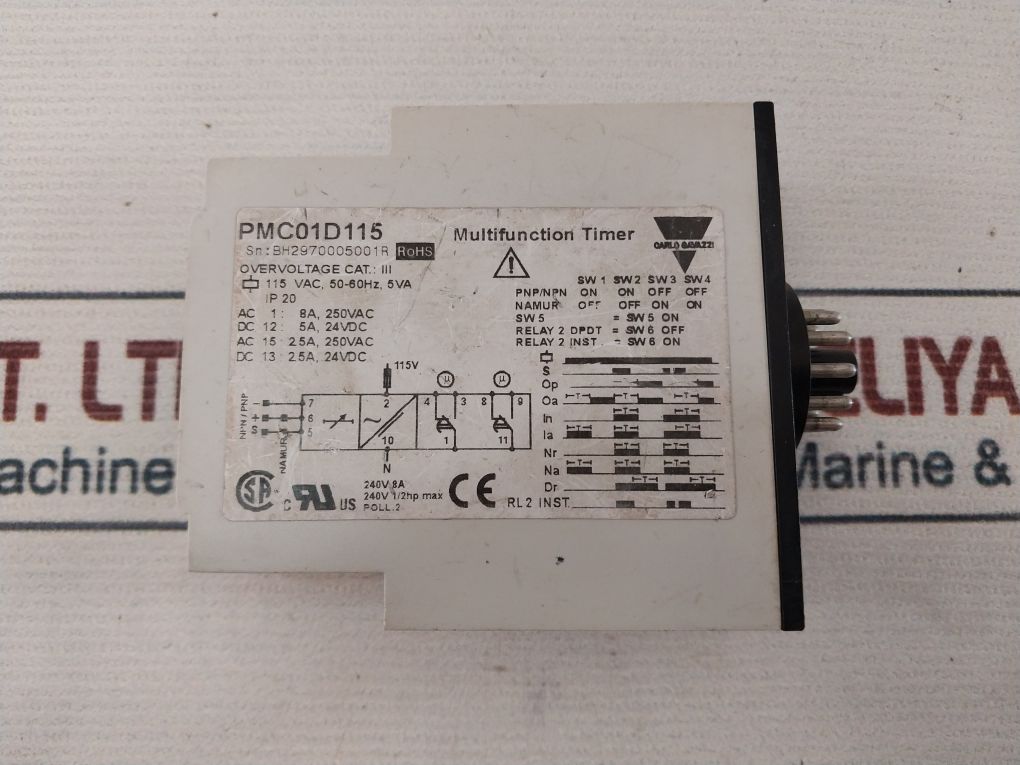 PMC01D115
Multifunction Timer
CARLO GAVAZZI
Sn:BH2970005001R RoHS
OVERVOLTAGE CAT.: III
115 VAC, 50-60Hz, 5VA
IP 20
AC 1: 8A, 250VAC
DC 12: 5A, 24VDC
AC 15: 2.5A, 250VAC
DC 13: 2.5A, 24VDC
SW 1 SW 2 SW 3 SW 4
PNP/NPN ON ON OFF OFF
NAMUR OFF OFF ON ON
SW 5 = SW 5 ON
RELAY 2 DPDT = SW 6 OFF
RELAY 2 INST. = SW 6 ON
115V
µ µ
NPN / PNP
- 7 2 4 3 8 9
+ 6
S 5 10 1 11
NAMUR
N
S
Op
Oa T T
In T T
Ia T T
Nr T T
Na T T
Dr T T
RL2 INST.
SA
C RU US
240V 8A
240V 1/2hp max
POLL.2
CE
T. LT
ELIYA
achine
Marine &